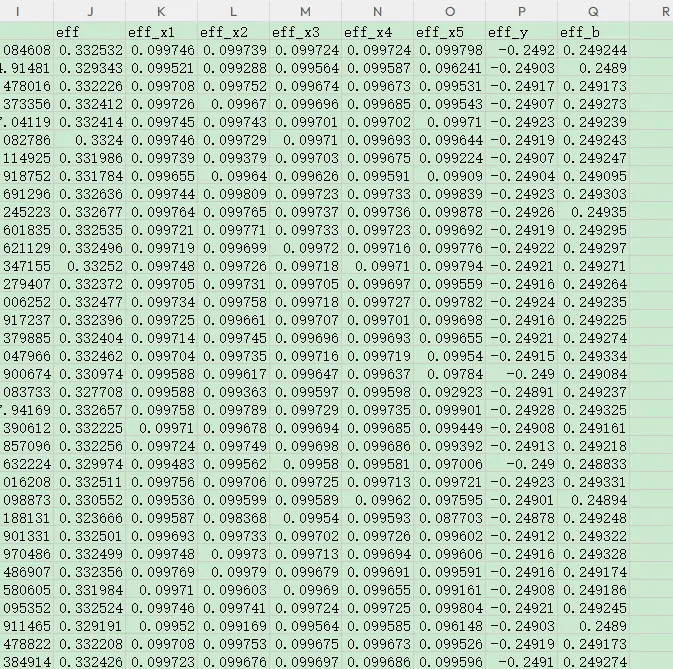 I J K L M N O P Q R
eff eff_x1 eff_x2 eff_x3 eff_x4 eff_x5 eff_y eff_b
084608 0.332532 0.099746 0.099739 0.099724 0.099724 0.099798 -0.2492 0.249244
4.91481 0.329343 0.099521 0.099288 0.099564 0.099587 0.096241 -0.24903 0.2489
478016 0.332226 0.099708 0.099752 0.099674 0.099673 0.099531 -0.24917 0.249173
373356 0.332412 0.099726 0.09967 0.099696 0.099685 0.099543 -0.24907 0.249273
7.04119 0.332414 0.099745 0.099743 0.099701 0.099702 0.09971 -0.24923 0.249239
082786 0.3324 0.099746 0.099729 0.09971 0.099693 0.099644 -0.24919 0.249243
114925 0.331986 0.099739 0.099379 0.099703 0.099675 0.099224 -0.24907 0.249247
918752 0.331784 0.099655 0.09964 0.099626 0.099591 0.09909 -0.24904 0.249095
691296 0.332636 0.099744 0.099809 0.099723 0.099733 0.099839 -0.24923 0.249303
245223 0.332677 0.099764 0.099765 0.099737 0.099736 0.099878 -0.24926 0.24935
601835 0.332535 0.099721 0.099771 0.099733 0.099723 0.099692 -0.24919 0.249295
621129 0.332496 0.099719 0.099699 0.09972 0.099716 0.099776 -0.24922 0.249297
347155 0.33252 0.099748 0.099726 0.099718 0.09971 0.099794 -0.24921 0.249271
279407 0.332372 0.099705 0.099731 0.099705 0.099697 0.099559 -0.24916 0.249264
006252 0.332477 0.099734 0.099758 0.099718 0.099727 0.099782 -0.24924 0.249235
917237 0.332396 0.099725 0.099661 0.099707 0.099701 0.099698 -0.24916 0.249225
379885 0.332404 0.099714 0.099745 0.099696 0.099693 0.099655 -0.24921 0.249274
047966 0.332462 0.099704 0.099735 0.099716 0.099719 0.09954 -0.24915 0.249334
900674 0.330974 0.099588 0.099617 0.099647 0.099637 0.09784 -0.249 0.249084
083733 0.327708 0.099588 0.099363 0.099597 0.099598 0.092923 -0.24891 0.249237
7.94169 0.332657 0.099758 0.099789 0.099729 0.099735 0.099901 -0.24928 0.249325
390612 0.332225 0.09971 0.099678 0.099694 0.099685 0.099449 -0.24908 0.249161
857096 0.332256 0.099724 0.099749 0.099698 0.099686 0.099392 -0.24913 0.249218
632224 0.329974 0.099483 0.099562 0.09958 0.099581 0.097006 -0.249 0.248833
016208 0.332511 0.099756 0.099706 0.099725 0.099713 0.099721 -0.24923 0.249331
098873 0.330552 0.099536 0.099599 0.099589 0.09962 0.097595 -0.24901 0.24894
188131 0.323666 0.099587 0.098368 0.09954 0.099593 0.087703 -0.24878 0.249248
901331 0.332501 0.099693 0.099733 0.099702 0.099726 0.099602 -0.24912 0.249322
970486 0.332499 0.099748 0.09973 0.099713 0.099694 0.099606 -0.24916 0.249328
486907 0.332356 0.099769 0.09979 0.099679 0.099691 0.099591 -0.24916 0.249174
580605 0.331984 0.09971 0.099603 0.09969 0.099655 0.099161 -0.24908 0.249186
095352 0.332524 0.099746 0.099741 0.099724 0.099725 0.099804 -0.24921 0.249245
911465 0.329191 0.09952 0.099169 0.099564 0.099585 0.096148 -0.24903 0.2489
478822 0.332208 0.099708 0.099753 0.099675 0.099673 0.099526 -0.24919 0.249173
384914 0.332426 0.099723 0.099676 0.099697 0.099686 0.099596 -0.2491 0.249274